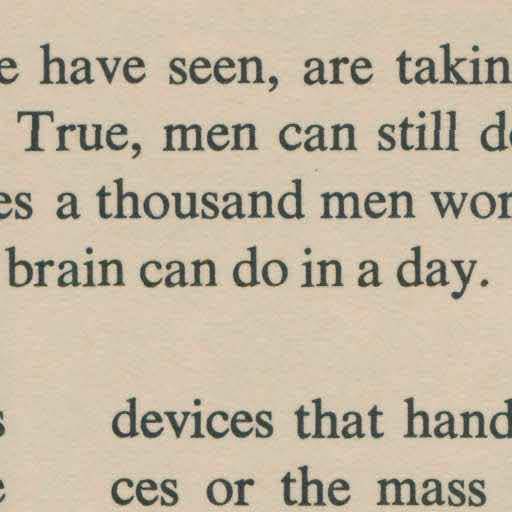 e have seen, are takin
True, men can still d
es a thousand men wor
brain can do in a day.
s devices that hand
e ces or the mass